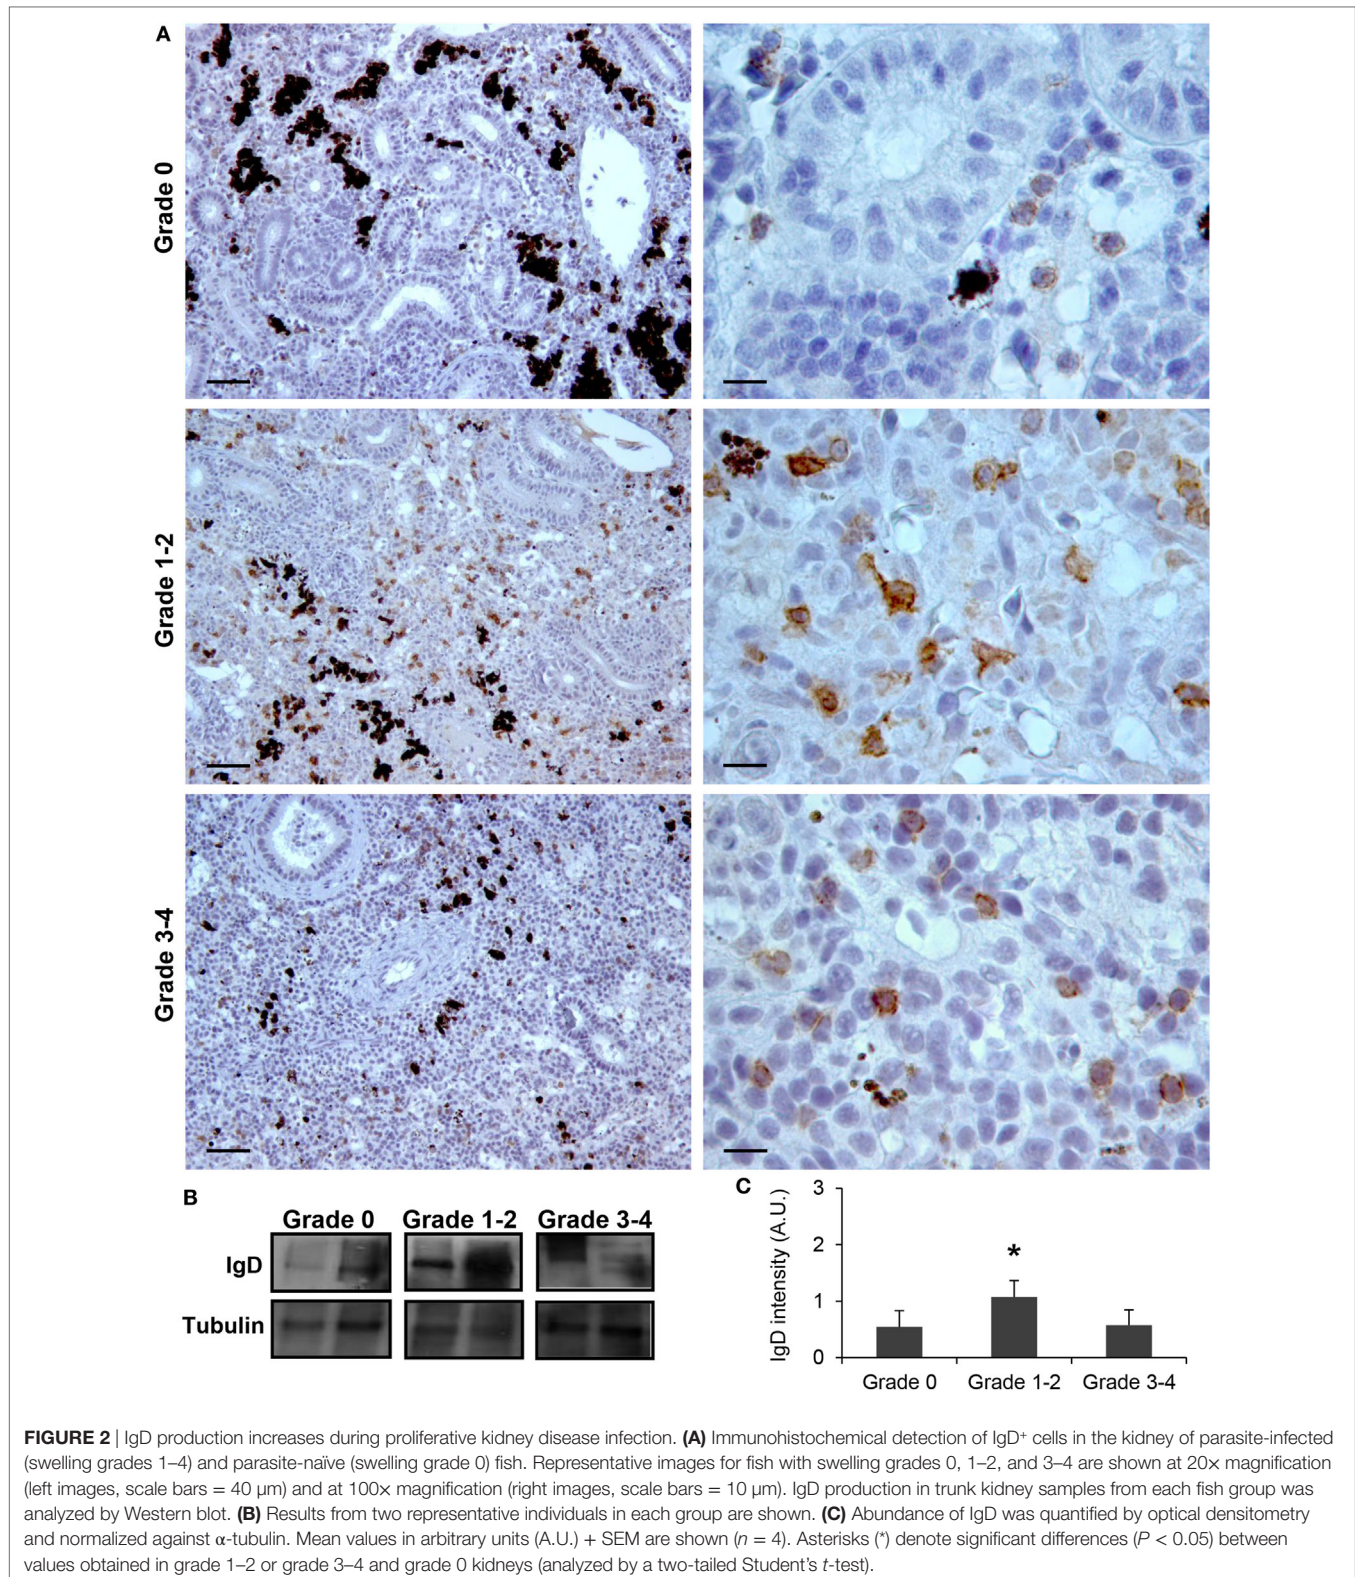 A
Grade 0
Grade 1-2
Grade 3-4
B
Grade 0 Grade 1-2 Grade 3-4
IgD
Tubulin
C
IgD intensity (A.U.)
3
2
1
0
*
Grade 0 Grade 1-2 Grade 3-4
FIGURE 2 | IgD production increases during proliferative kidney disease infection. (A) Immunohistochemical detection of IgD⁺ cells in the kidney of parasite-infected
(swelling grades 1–4) and parasite-naïve (swelling grade 0) fish. Representative images for fish with swelling grades 0, 1–2, and 3–4 are shown at 20× magnification
(left images, scale bars = 40 μm) and at 100× magnification (right images, scale bars = 10 μm). IgD production in trunk kidney samples from each fish group was
analyzed by Western blot. (B) Results from two representative individuals in each group are shown. (C) Abundance of IgD was quantified by optical densitometry
and normalized against α-tubulin. Mean values in arbitrary units (A.U.) + SEM are shown (n = 4). Asterisks (*) denote significant differences (P < 0.05) between
values obtained in grade 1–2 or grade 3–4 and grade 0 kidneys (analyzed by a two-tailed Student’s t-test).